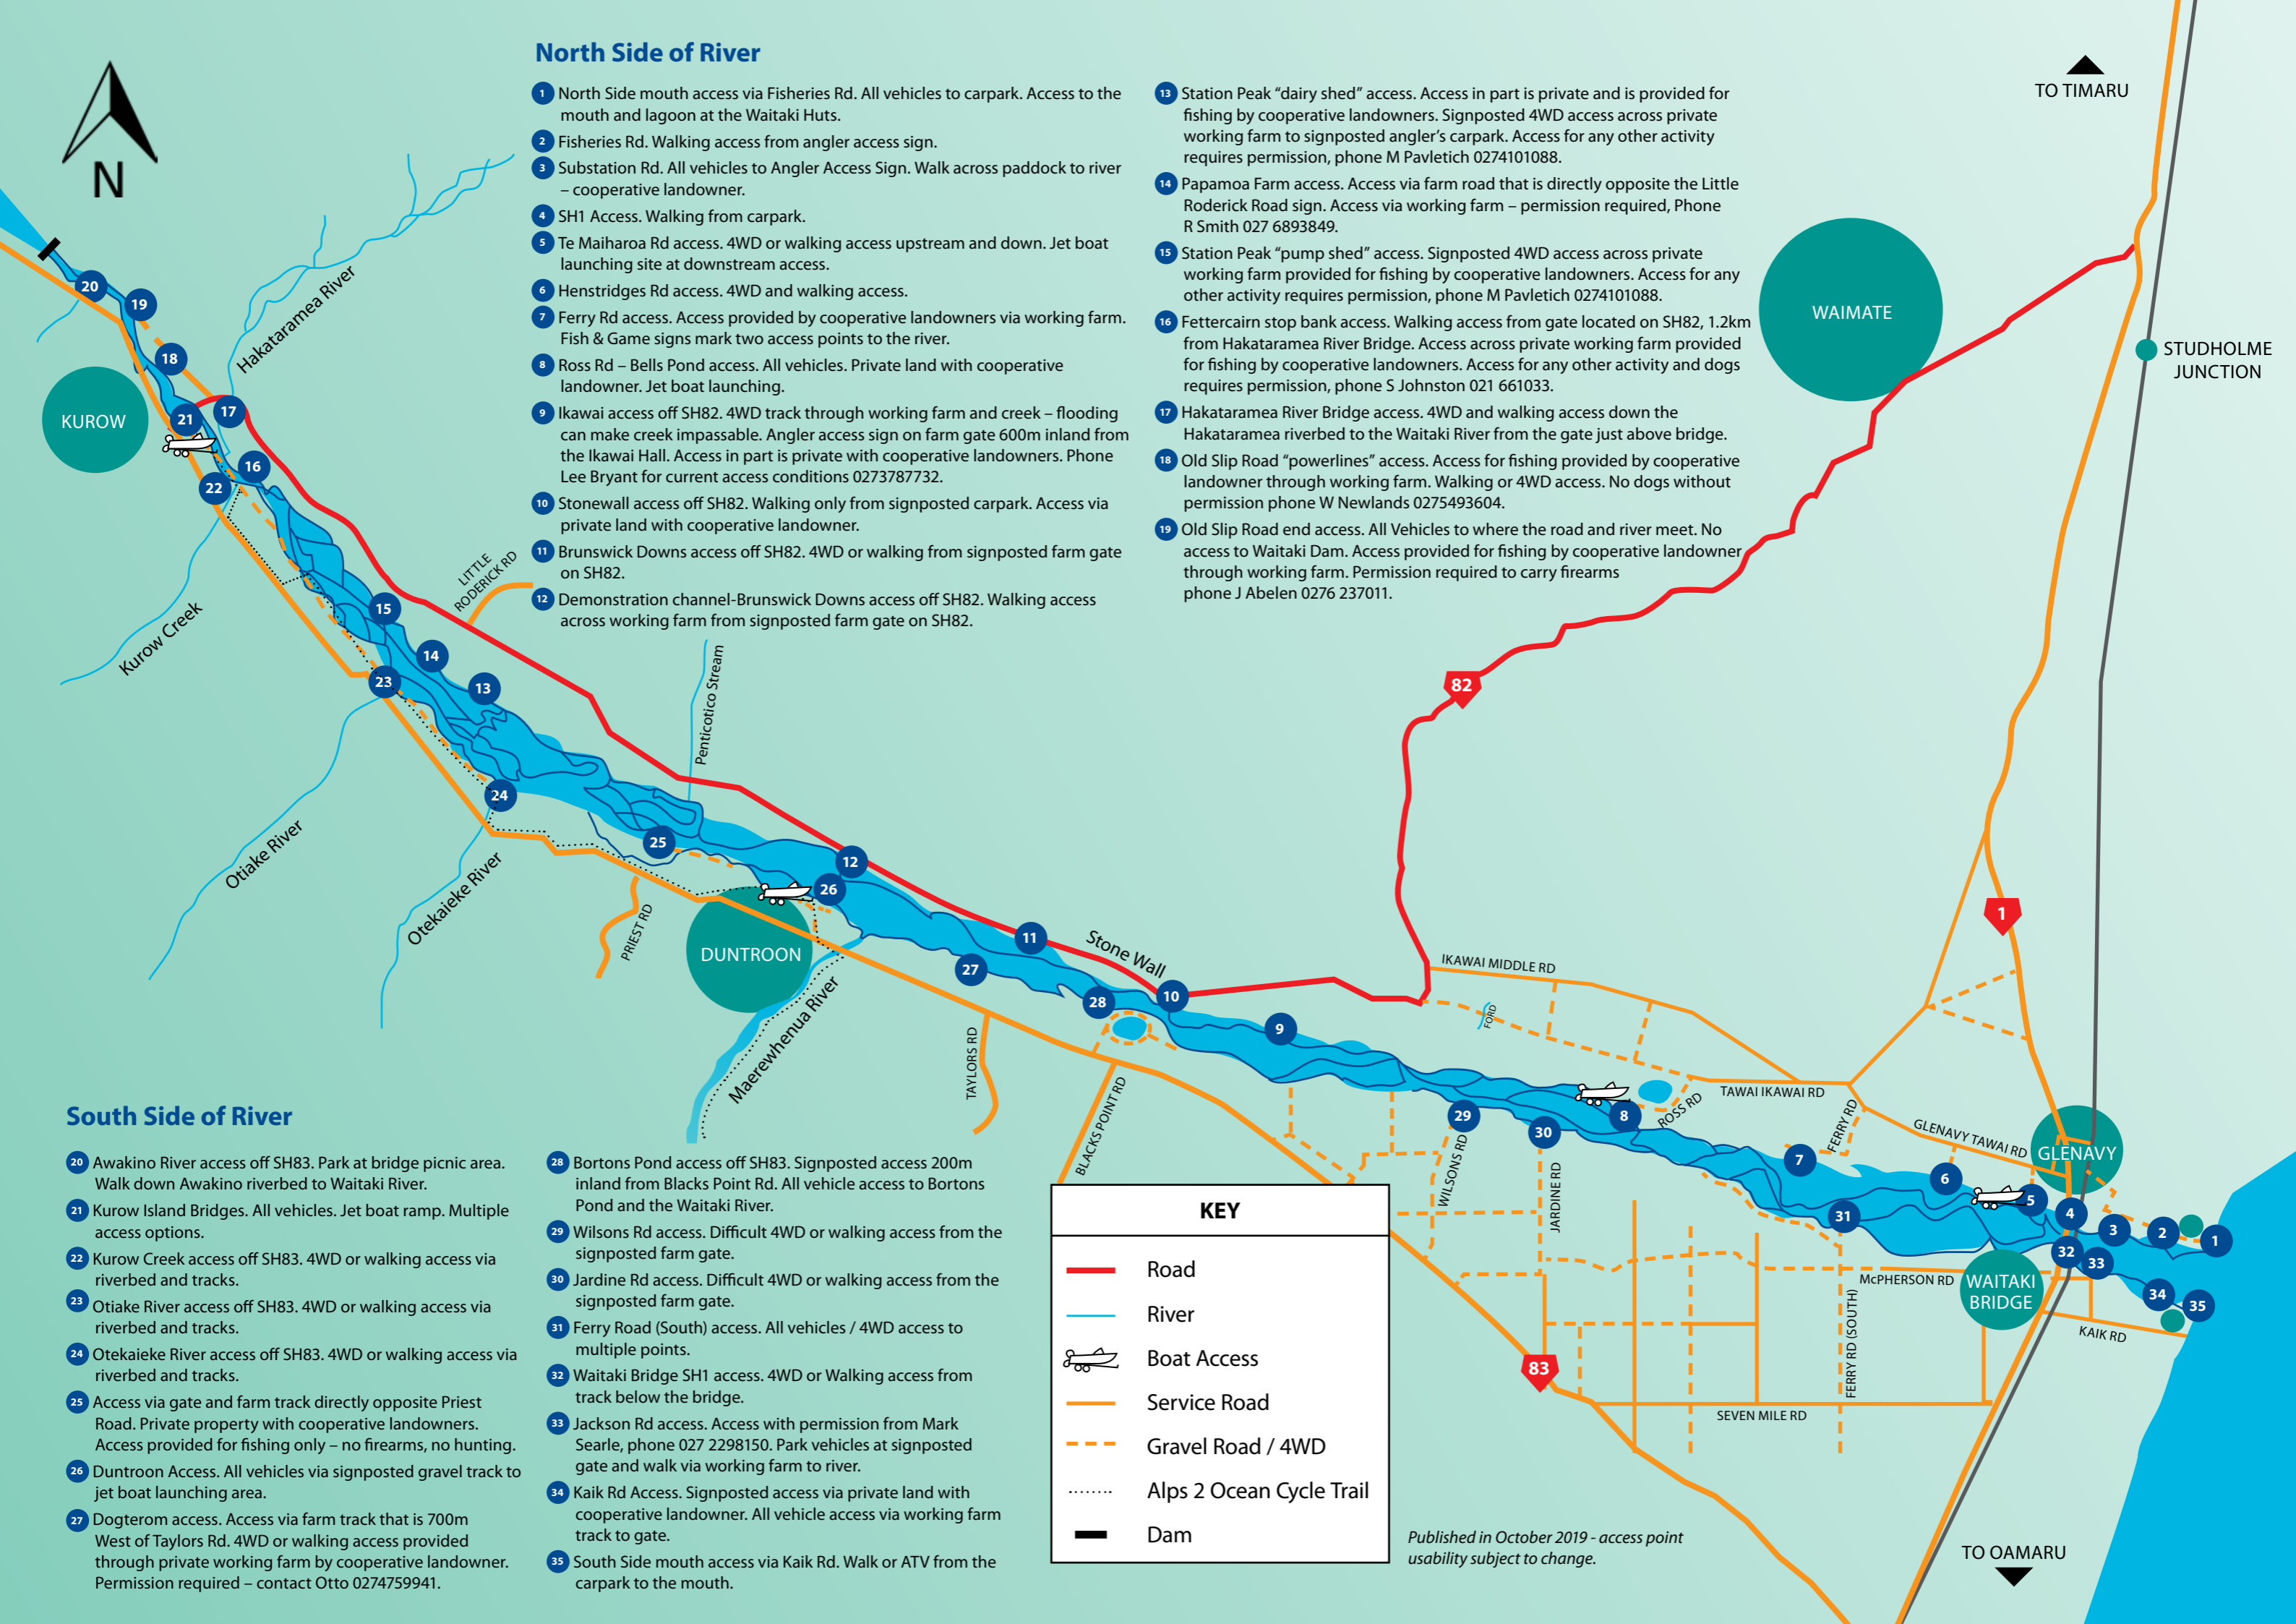 North Side of River
1 North Side mouth access via Fisheries Rd. All vehicles to carpark. Access to the
mouth and lagoon at the Waitaki Huts.
2 Fisheries Rd. Walking access from angler access sign.
3 Substation Rd. All vehicles to Angler Access Sign. Walk across paddock to river
– cooperative landowner.
4 SH1 Access. Walking from carpark.
5 Te Maiharoa Rd access. 4WD or walking access upstream and down. Jet boat
launching site at downstream access.
6 Henstridges Rd access. 4WD and walking access.
7 Ferry Rd access. Access provided by cooperative landowners via working farm.
Fish & Game signs mark two access points to the river.
8 Ross Rd – Bells Pond access. All vehicles. Private land with cooperative
landowner. Jet boat launching.
9 Ikawai access off SH82. 4WD track through working farm and creek – flooding
can make creek impassable. Angler access sign on farm gate 600m inland from
the Ikawai Hall. Access in part is private with cooperative landowners. Phone
Lee Bryant for current access conditions 0273787732.
10 Stonewall access off SH82. Walking only from signposted carpark. Access via
private land with cooperative landowner.
11 Brunswick Downs access off SH82. 4WD or walking from signposted farm gate
on SH82.
12 Demonstration channel-Brunswick Downs access off SH82. Walking access
across working farm from signposted farm gate on SH82.
13 Station Peak “dairy shed” access. Access in part is private and is provided for
fishing by cooperative landowners. Signposted 4WD access across private
working farm to signposted angler’s carpark. Access for any other activity
requires permission, phone M Pavletich 0274101088.
14 Papamoa Farm access. Access via farm road that is directly opposite the Little
Roderick Road sign. Access via working farm – permission required, Phone
R Smith 027 6893849.
15 Station Peak “pump shed” access. Signposted 4WD access across private
working farm provided for fishing by cooperative landowners. Access for any
other activity requires permission, phone M Pavletich 0274101088.
16 Fettercairn stop bank access. Walking access from gate located on SH82, 1.2km
from Hakataramea River Bridge. Access across private working farm provided
for fishing by cooperative landowners. Access for any other activity and dogs
requires permission, phone S Johnston 021 661033.
17 Hakataramea River Bridge access. 4WD and walking access down the
Hakataramea riverbed to the Waitaki River from the gate just above bridge.
18 Old Slip Road “powerlines” access. Access for fishing provided by cooperative
landowner through working farm. Walking or 4WD access. No dogs without
permission phone W Newlands 0275493604.
19 Old Slip Road end access. All Vehicles to where the road and river meet. No
access to Waitaki Dam. Access provided for fishing by cooperative landowner
through working farm. Permission required to carry firearms
phone J Abelen 0276 237011.
TO TIMARU
N
WAIMATE
STUDHOLME
JUNCTION
20
19
18
Hakataramea River
KUROW
21
17
16
22
LITTLE
RODERICK RD
Kurow Creek
15
14
13
23
Penticotico Stream
82
24
25
Otiake River
Otekaieke River
12
26
PRIEST RD
DUNTROON
1
11
27
Stone Wall
10
28
IKAWAI MIDDLE RD
FORD
9
Maerewhenua River
TAYLORS RD
BLACKS POINT RD
TAWAI IKAWAI RD
8
ROSS RD
29
30
FERRY RD
GLENAVY TAWAI RD
GLENAVY
7
6
5
4
3
2
1
31
32
33
34
35
WILSONS RD
JARDINE RD
McPHERSON RD
WAITAKI
BRIDGE
FERRY RD (SOUTH)
KAIK RD
83
SEVEN MILE RD
TO OAMARU
South Side of River
20 Awakino River access off SH83. Park at bridge picnic area.
Walk down Awakino riverbed to Waitaki River.
21 Kurow Island Bridges. All vehicles. Jet boat ramp. Multiple
access options.
22 Kurow Creek access off SH83. 4WD or walking access via
riverbed and tracks.
23 Otiake River access off SH83. 4WD or walking access via
riverbed and tracks.
24 Otekaieke River access off SH83. 4WD or walking access via
riverbed and tracks.
25 Access via gate and farm track directly opposite Priest
Road. Private property with cooperative landowners.
Access provided for fishing only – no firearms, no hunting.
26 Duntroon Access. All vehicles via signposted gravel track to
jet boat launching area.
27 Dogterom access. Access via farm track that is 700m
West of Taylors Rd. 4WD or walking access provided
through private working farm by cooperative landowner.
Permission required – contact Otto 0274759941.
28 Bortons Pond access off SH83. Signposted access 200m
inland from Blacks Point Rd. All vehicle access to Bortons
Pond and the Waitaki River.
29 Wilsons Rd access. Difficult 4WD or walking access from the
signposted farm gate.
30 Jardine Rd access. Difficult 4WD or walking access from the
signposted farm gate.
31 Ferry Road (South) access. All vehicles / 4WD access to
multiple points.
32 Waitaki Bridge SH1 access. 4WD or Walking access from
track below the bridge.
33 Jackson Rd access. Access with permission from Mark
Searle, phone 027 2298150. Park vehicles at signposted
gate and walk via working farm to river.
34 Kaik Rd Access. Signposted access via private land with
cooperative landowner. All vehicle access via working farm
track to gate.
35 South Side mouth access via Kaik Rd. Walk or ATV from the
carpark to the mouth.
KEY
Road
River
Boat Access
Service Road
Gravel Road / 4WD
Alps 2 Ocean Cycle Trail
Dam
Published in October 2019 - access point
usability subject to change.